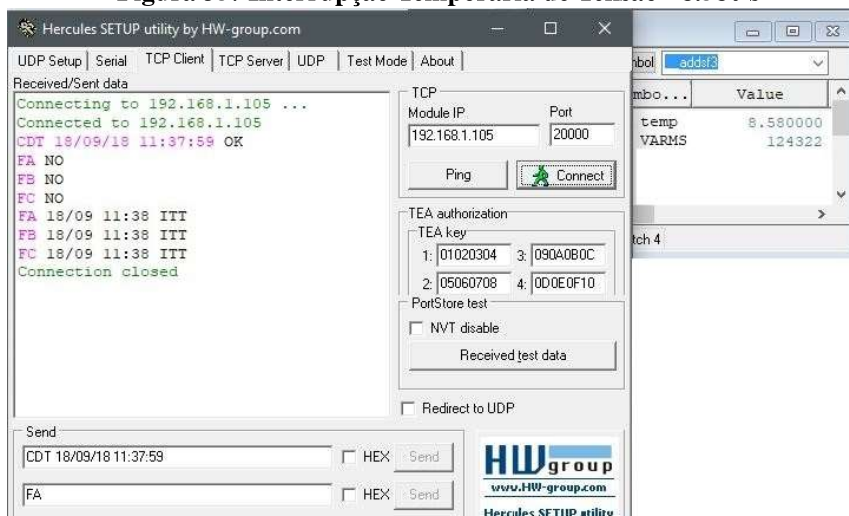 Hercules SETUP utility by HW-group.com
UDP Setup Serial TCP Client TCP Server UDP Test Mode About
Received/Sent data
Connecting to 192.168.1.105 ...
Connected to 192.168.1.105
CDT 18/09/18 11:37:59 OK
FA NO
FB NO
FC NO
FA 18/09 11:38 ITT
FB 18/09 11:38 ITT
FC 18/09 11:38 ITT
Connection closed
TCP
Module IP Port
192.168.1.105 20000
Ping Connect
TEA authorization
TEA key
1: 01020304 3: 090A0B0C
2: 05060708 4: 0D0E0F10
PortStore test
NVT disable
Received test data
Redirect to UDP
Send
CDT 18/09/18 11:37:59 HEX Send
FA HEX Send
HWgroup
www.HW-group.com
Hercules SETUP utility
addsf3
Value
temp 8.580000
VARMS 124322
tch 4